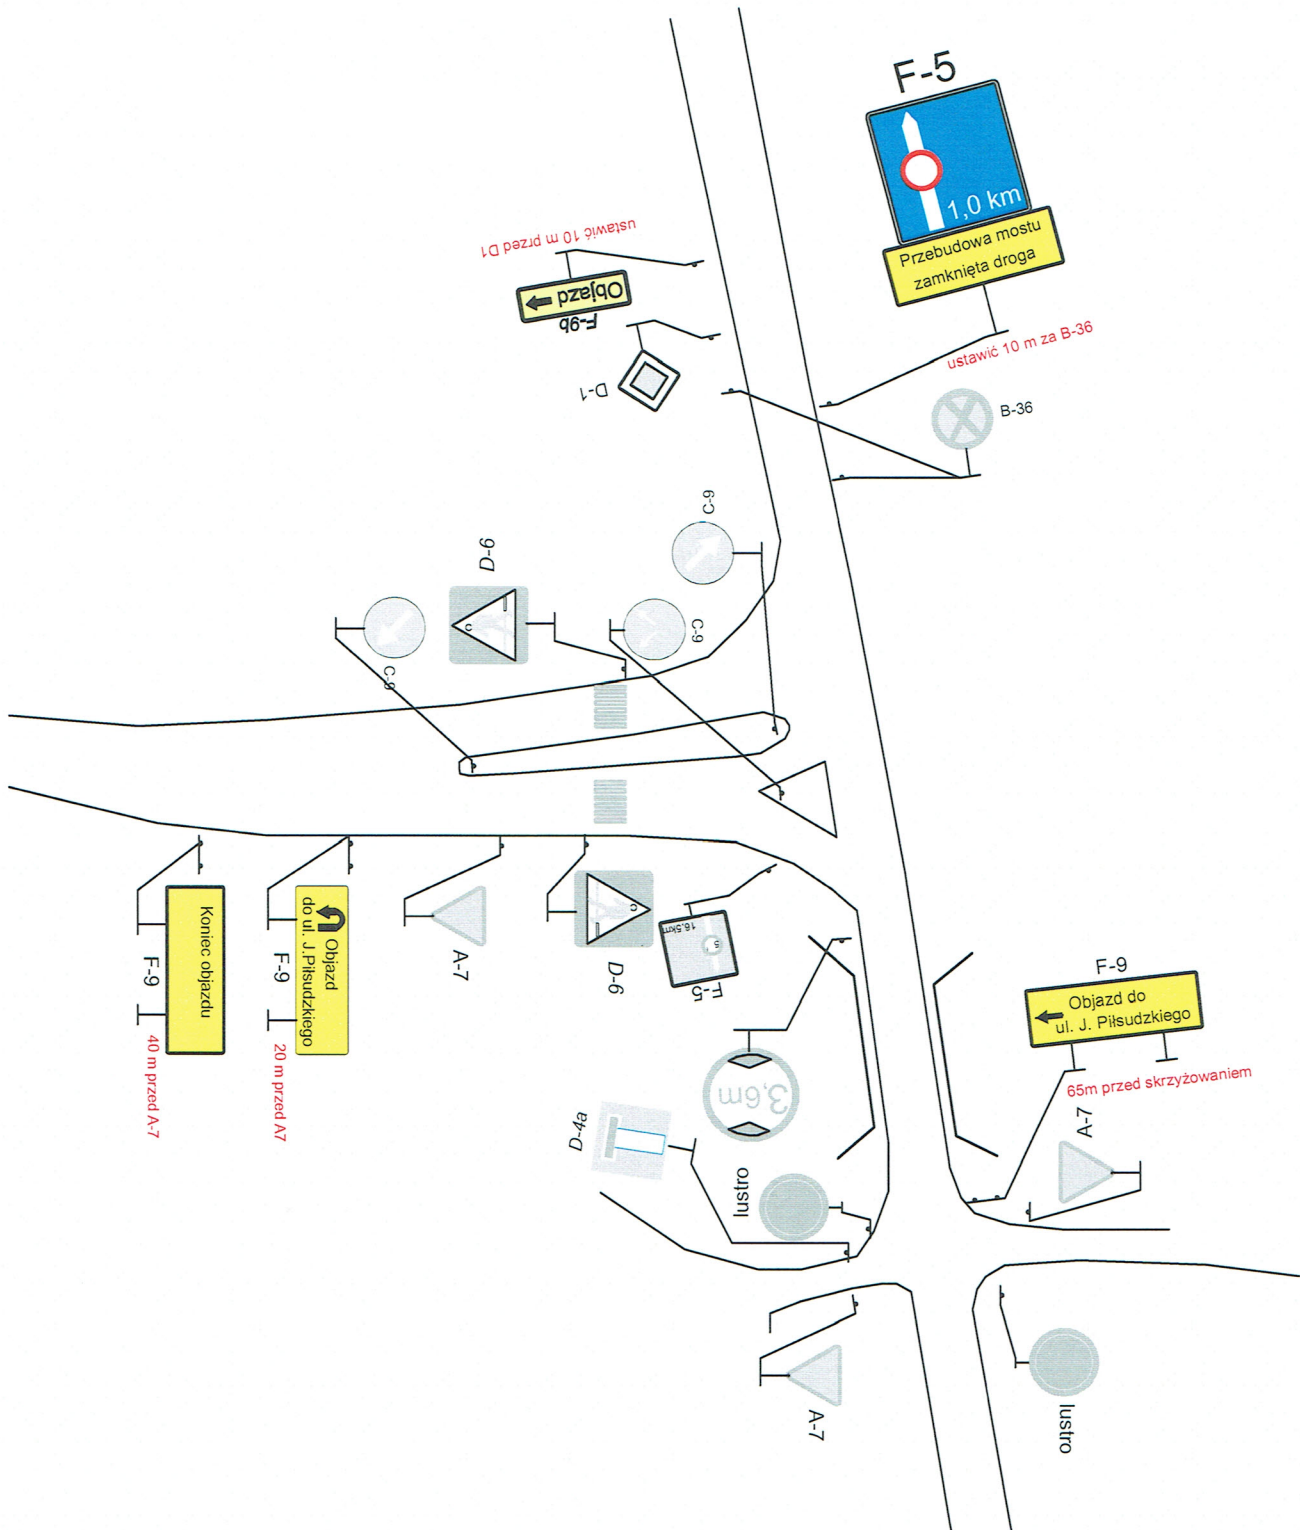 F-5
1,0 km
Przebudowa mostu
zamknięta droga
ustawić 10 m za B-36
B-36
ustawić 10 m przed D1
Objazd
F-9b
D-1
C-9
D-6
C-9
C-9
Koniec objazdu
F-9
40 m przed A-7
Objazd
do ul. J.Piłsudzkiego
F-9
20 m przed A7
A-7
D-6
16,5km
5
F-5
F-9
Objazd do
ul. J. Piłsudzkiego
65m przed skrzyżowaniem
A-7
3,6m
D-4a
lustro
A-7
lustro